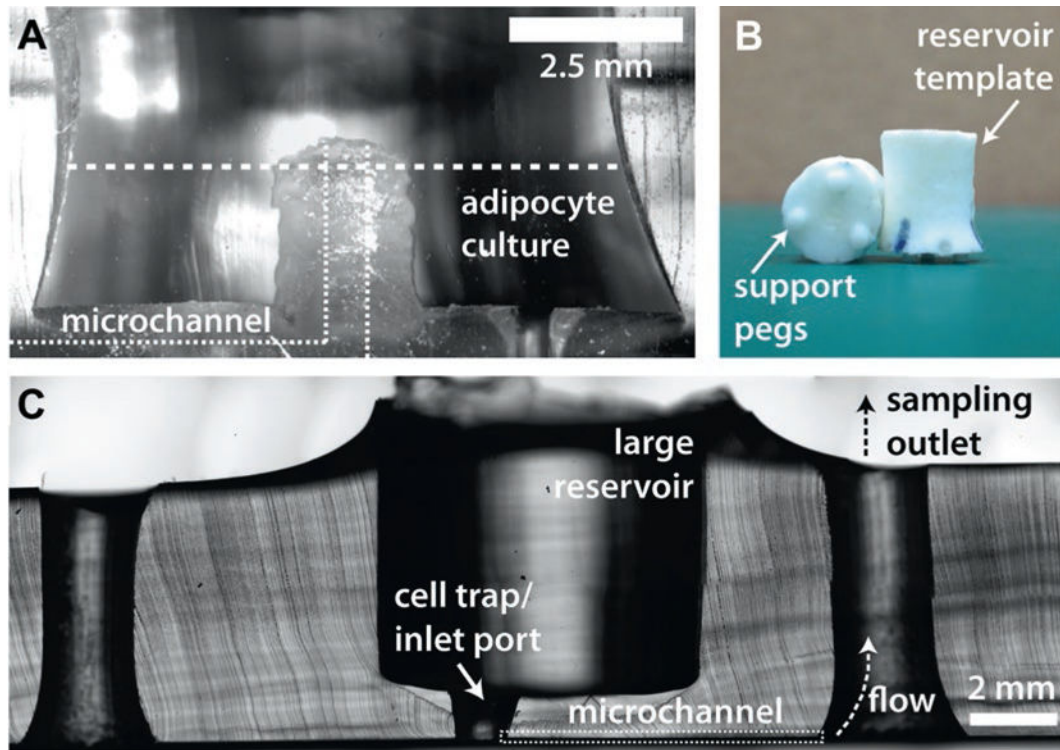 A
2.5 mm
adipocyte
culture
microchannel
B
reservoir
template
support
pegs
C
sampling
outlet
large
reservoir
cell trap/
inlet port
microchannel
flow
2 mm